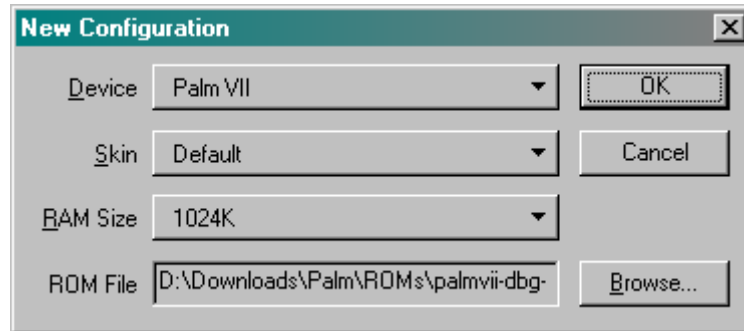 New Configuration
Device Palm VII OK
Skin Default Cancel
RAM Size 1024K
ROM File D:\Downloads\Palm\ROMs\palmvii-dbg- Browse...